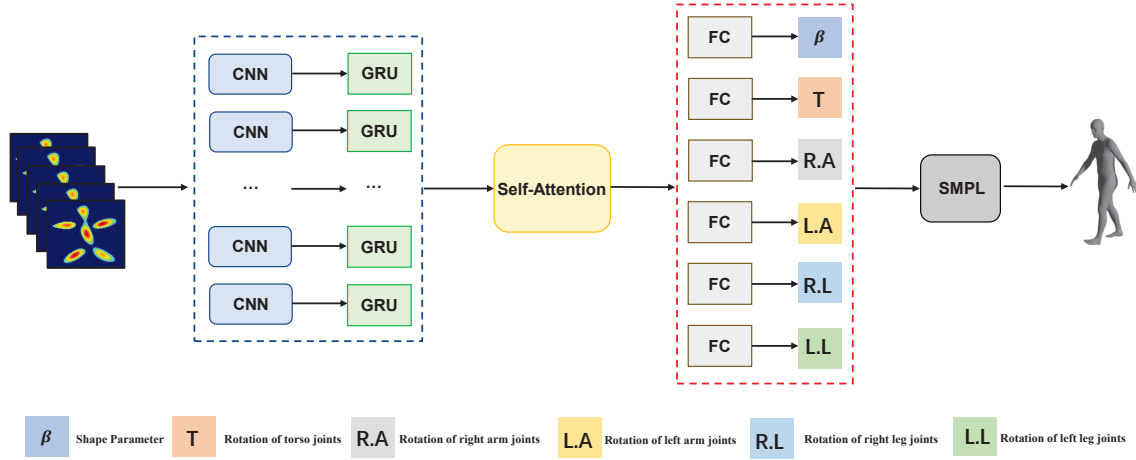 CNN GRU
CNN GRU
... ...
CNN GRU
CNN GRU
Self-Attention
FC β
FC T
FC R.A
FC L.A
FC R.L
FC L.L
SMPL
β Shape Parameter T Rotation of torso joints R.A Rotation of right arm joints L.A Rotation of left arm joints R.L Rotation of right leg joints L.L Rotation of left leg joints